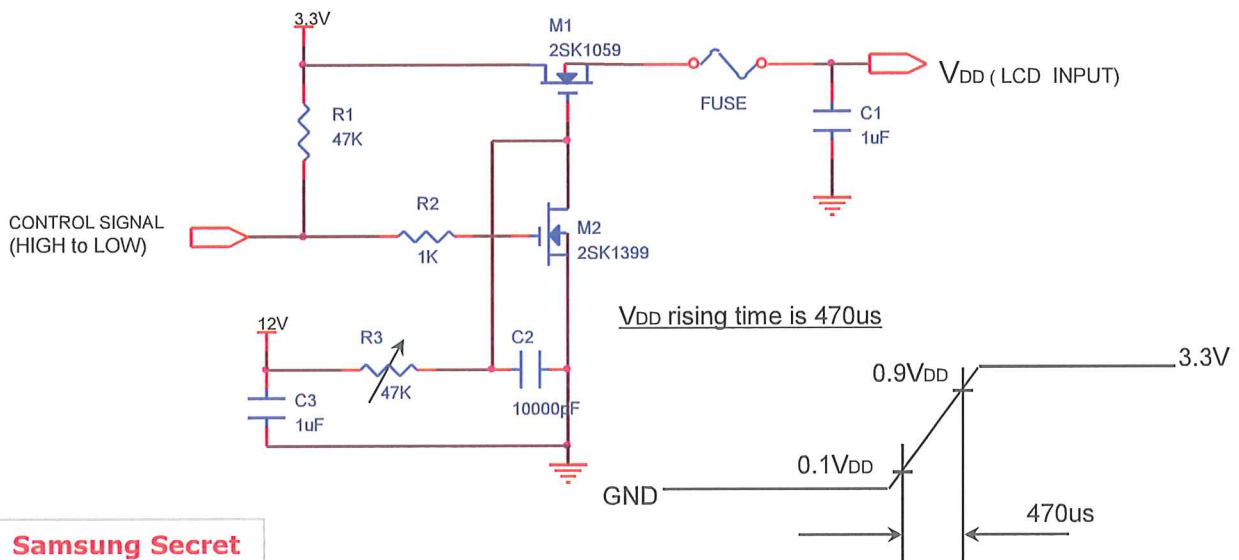 3.3V
M1
2SK1059
R1
47K
FUSE
VDD ( LCD INPUT)
C1
1uF
CONTROL SIGNAL
(HIGH to LOW)
R2
1K
M2
2SK1399
VDD rising time is 470us
12V
R3
47K
C2
10000pF
C3
1uF
0.9VDD
3.3V
0.1VDD
GND
470us
Samsung Secret